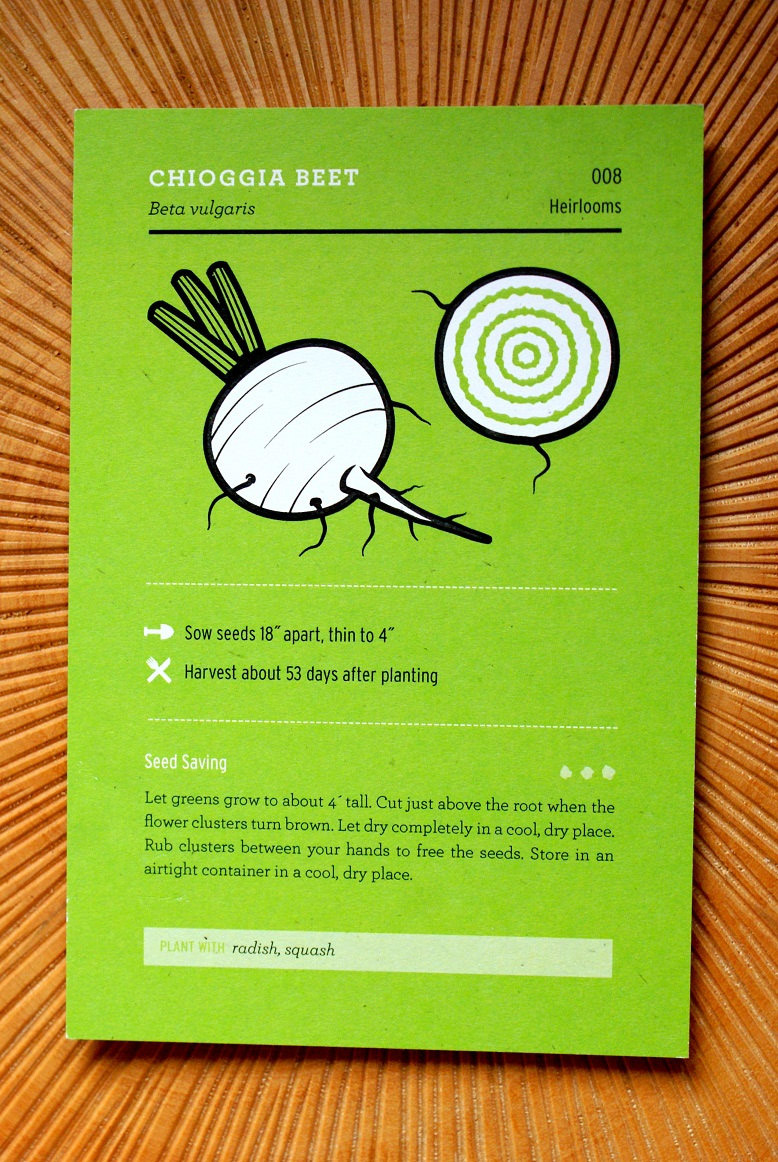 CHIOGGIA BEET 008
Beta vulgaris Heirlooms
Sow seeds 18″ apart, thin to 4″
Harvest about 53 days after planting
Seed Saving
Let greens grow to about 4′ tall. Cut just above the root when the
flower clusters turn brown. Let dry completely in a cool, dry place.
Rub clusters between your hands to free the seeds. Store in an
airtight container in a cool, dry place.
PLANT WITH radish, squash